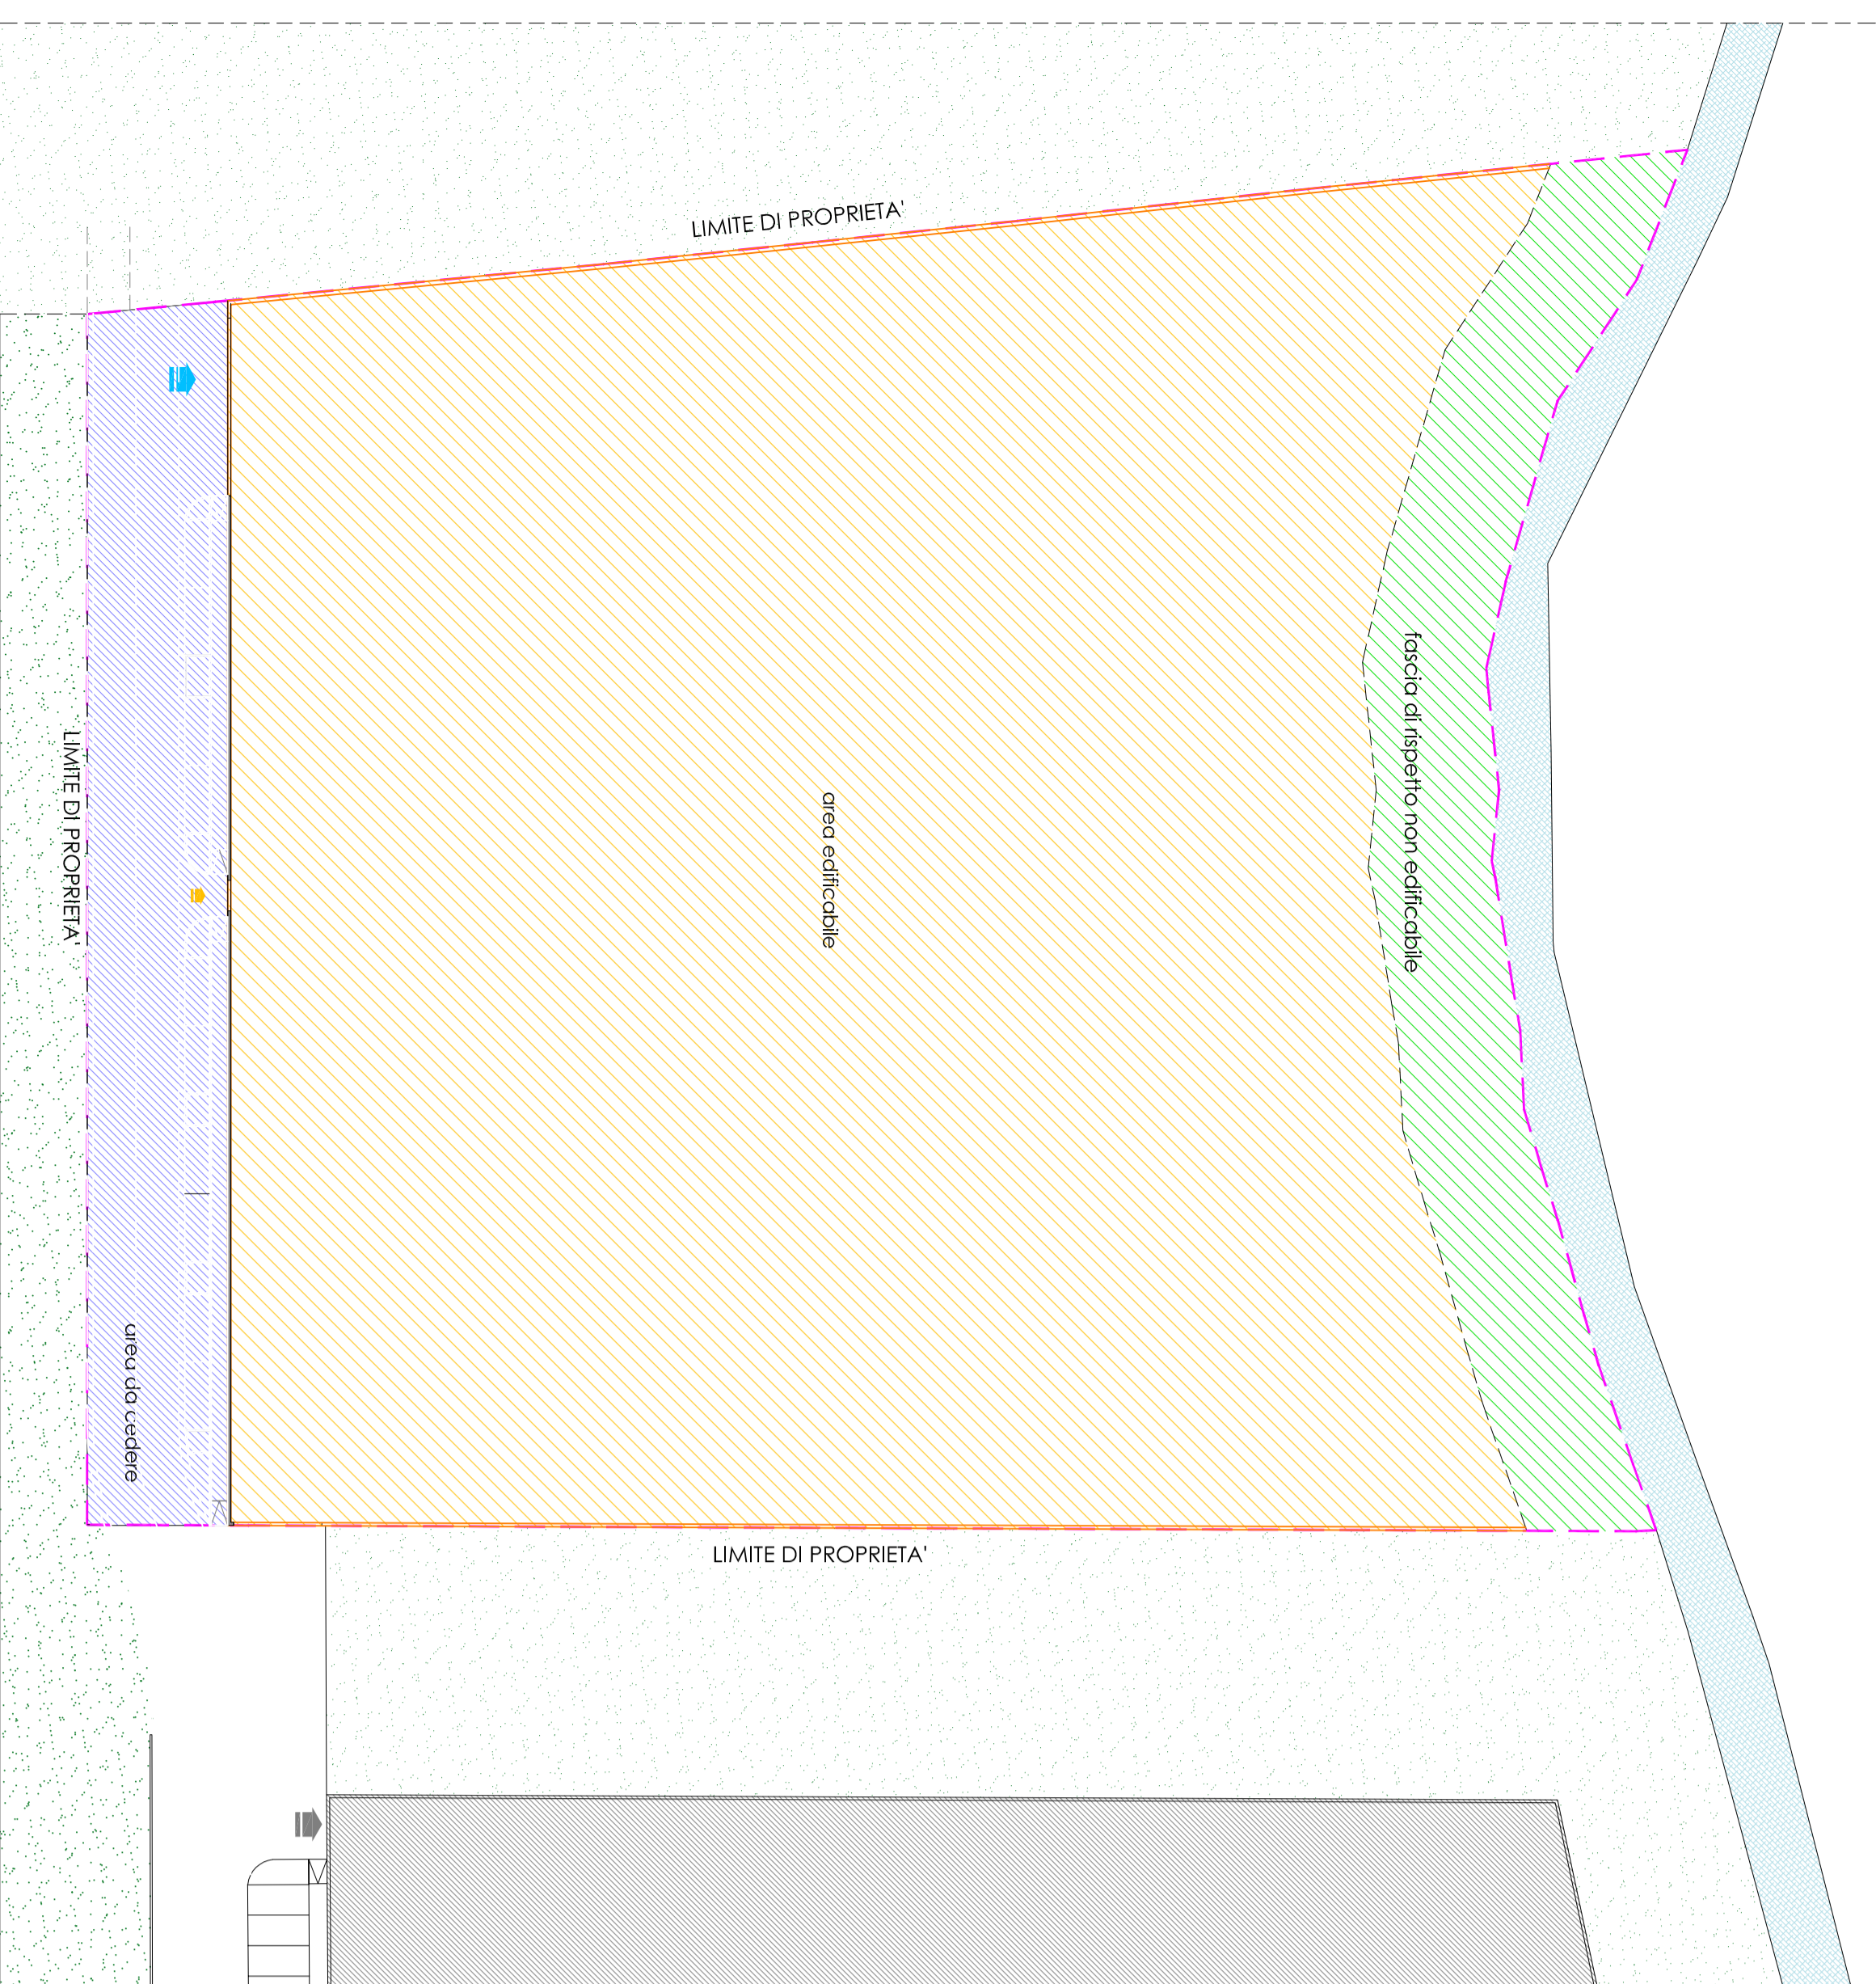 LIMITE DI PROPRIETA'
LIMITE DI PROPRIETA'
area edificabile
fascia di rispetto non edificabile
area da cedere
LIMITE DI PROPRIETA'